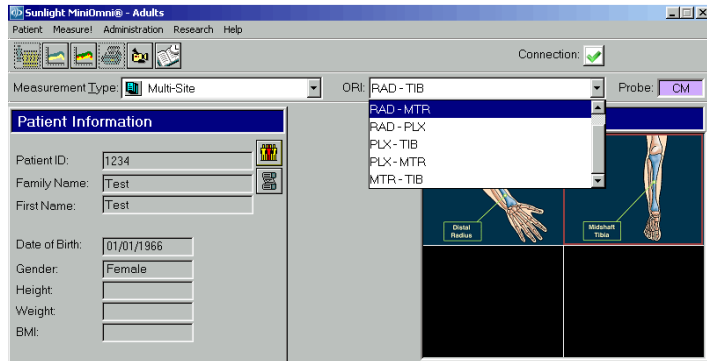 Sunlight MiniOmni® - Adults
Patient Measure! Administration Research Help
Connection:
Measurement Type: Multi-Site ORI: RAD - TIB Probe: CM
RAD - MTR
RAD - PLX
PLX - TIB
PLX - MTR
MTR - TIB
Patient Information
Patient ID: 1234
Family Name: Test
First Name: Test
Date of Birth: 01/01/1966
Gender: Female
Height:
Weight:
BMI:
Distal
Radius
Midshaft
Tibia